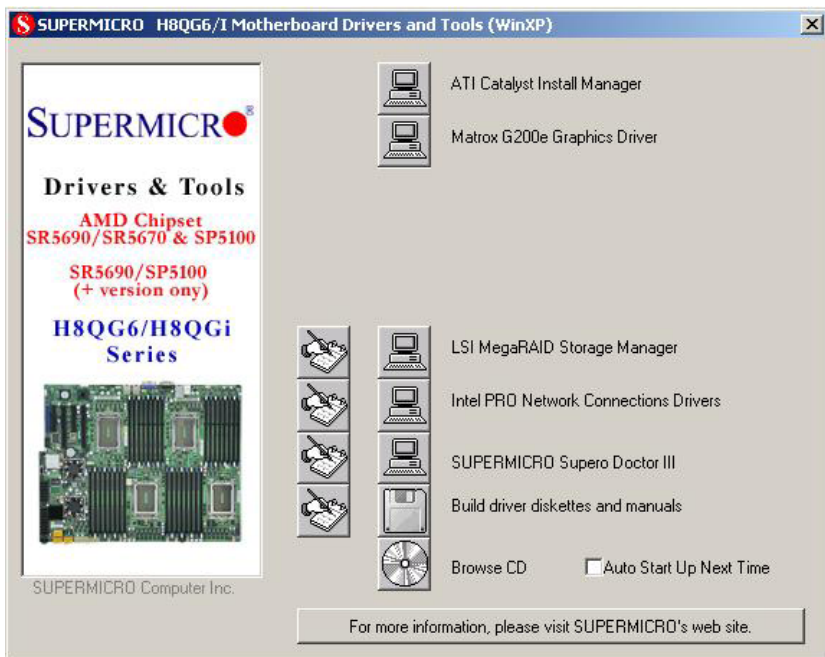 SUPERMICRO H8QG6/I Motherboard Drivers and Tools (WinXP)
SUPERMICRO®
Drivers & Tools
AMD Chipset
SR5690/SR5670 & SP5100
SR5690/SP5100
(+ version ony)
H8QG6/H8QGi
Series
SUPERMICRO Computer Inc.
ATI Catalyst Install Manager
Matrox G200e Graphics Driver
LSI MegaRAID Storage Manager
Intel PRO Network Connections Drivers
SUPERMICRO Supero Doctor III
Build driver diskettes and manuals
Browse CD Auto Start Up Next Time
For more information, please visit SUPERMICRO's web site.